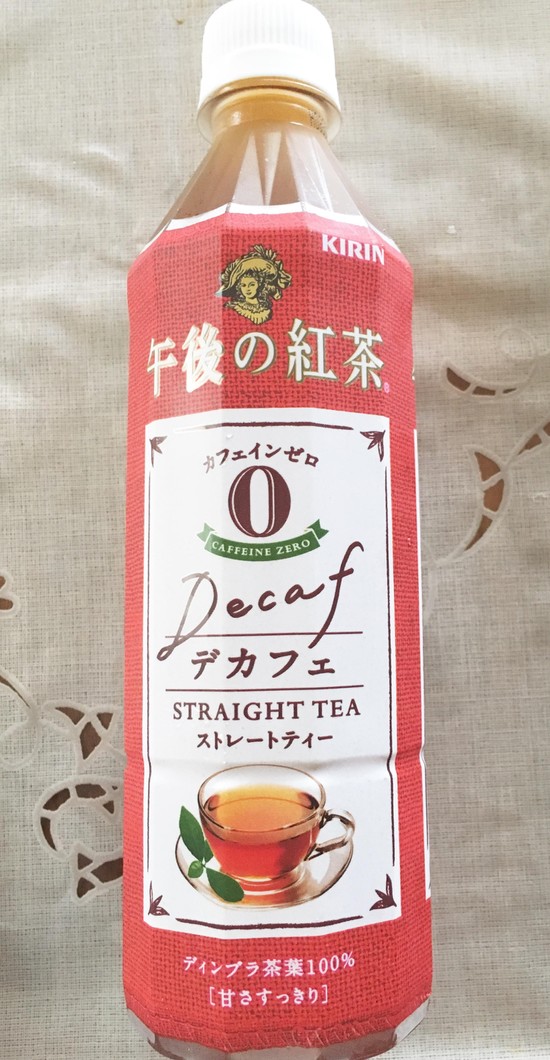 KIRIN
午後の紅茶
カフェインゼロ
0
CAFFEINE ZERO
Decaf
デカフェ
STRAIGHT TEA
ストレートティー
ディンブラ茶葉100%
[甘さすっきり]